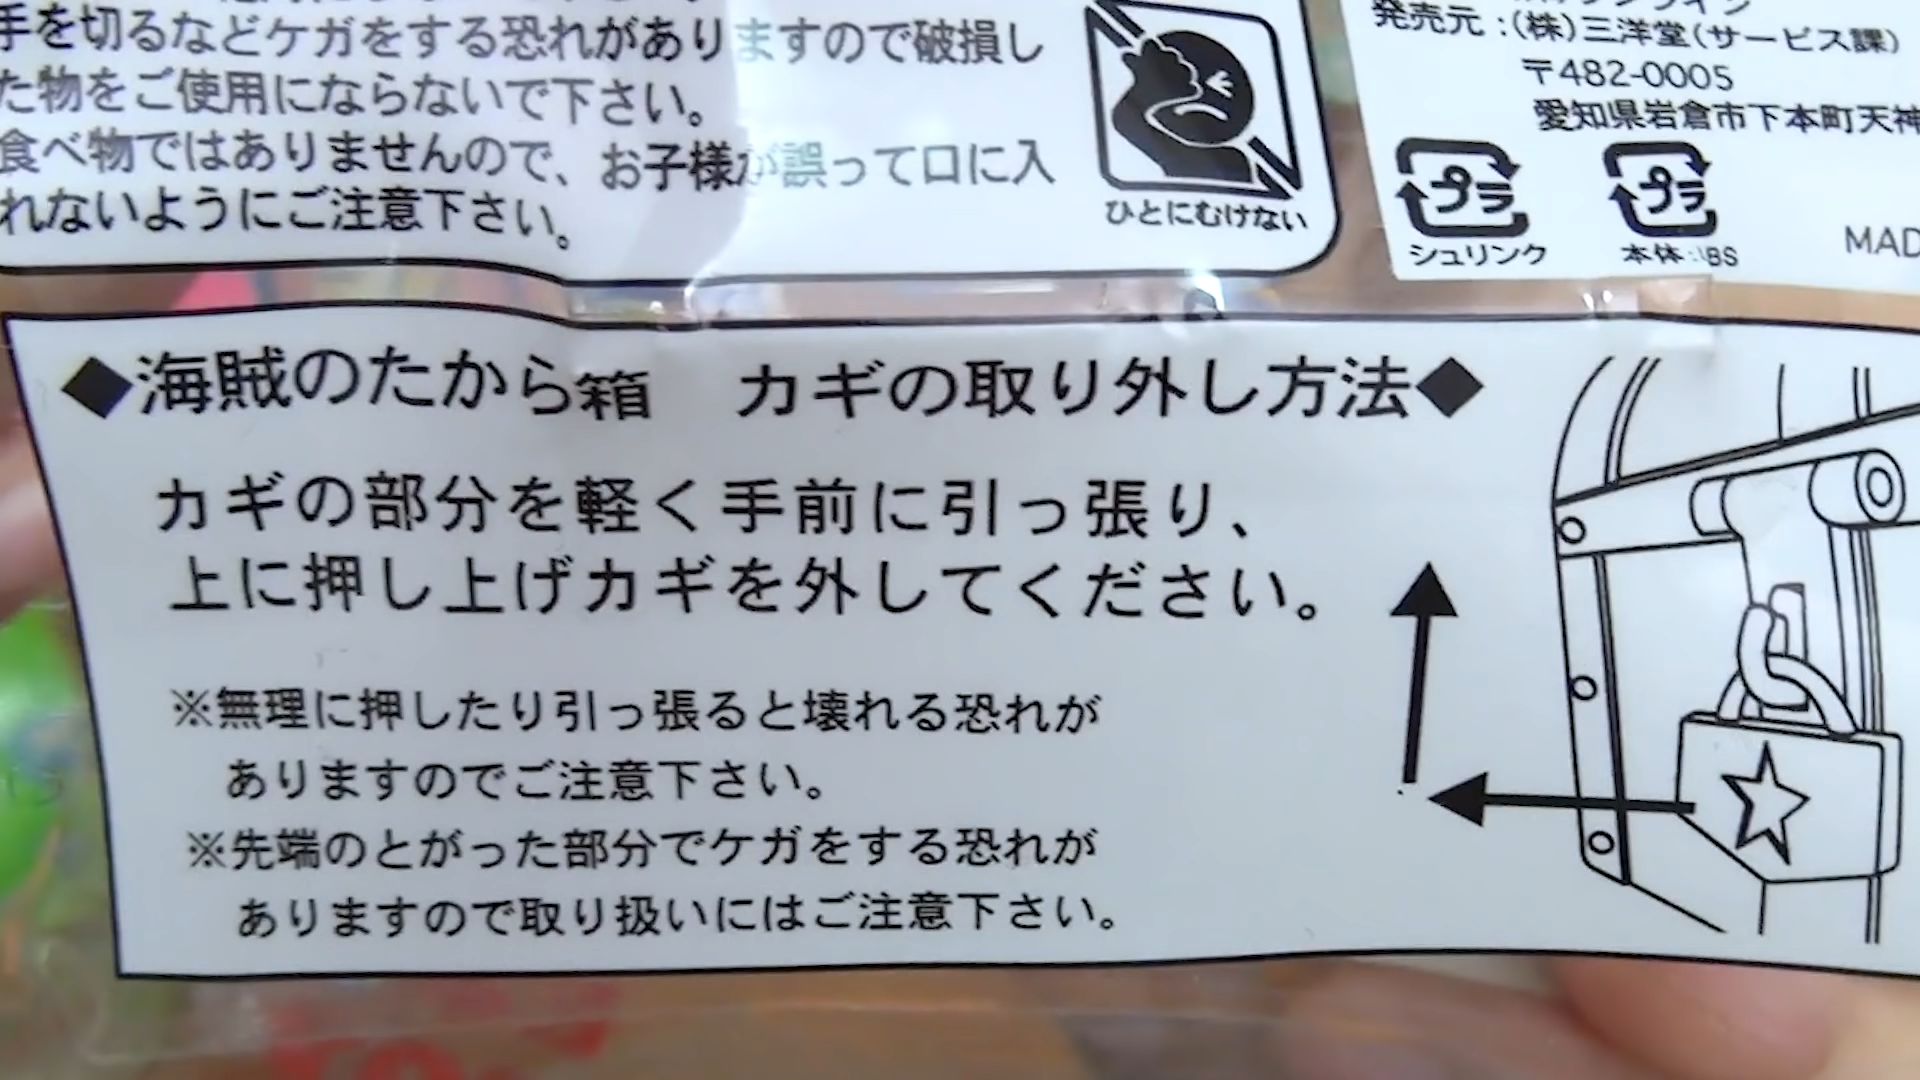 手を切るなどケガをする恐れがありますので破損し
た物をご使用にならないで下さい。
食べ物ではありませんので、お子様が誤って口に入
れないようにご注意下さい。
ひとにむけない
発売元:(株)三洋堂(サービス課)
〒482-0005
愛知県岩倉市下本町天神
プラ
シュリンク
プラ
本体:ABS
MAD
◆海賊のたから箱 カギの取り外し方法◆
カギの部分を軽く手前に引っ張り、
上に押し上げカギを外してください。
※無理に押したり引っ張ると壊れる恐れが
ありますのでご注意下さい。
※先端のとがった部分でケガをする恐れが
ありますので取り扱いにはご注意下さい。